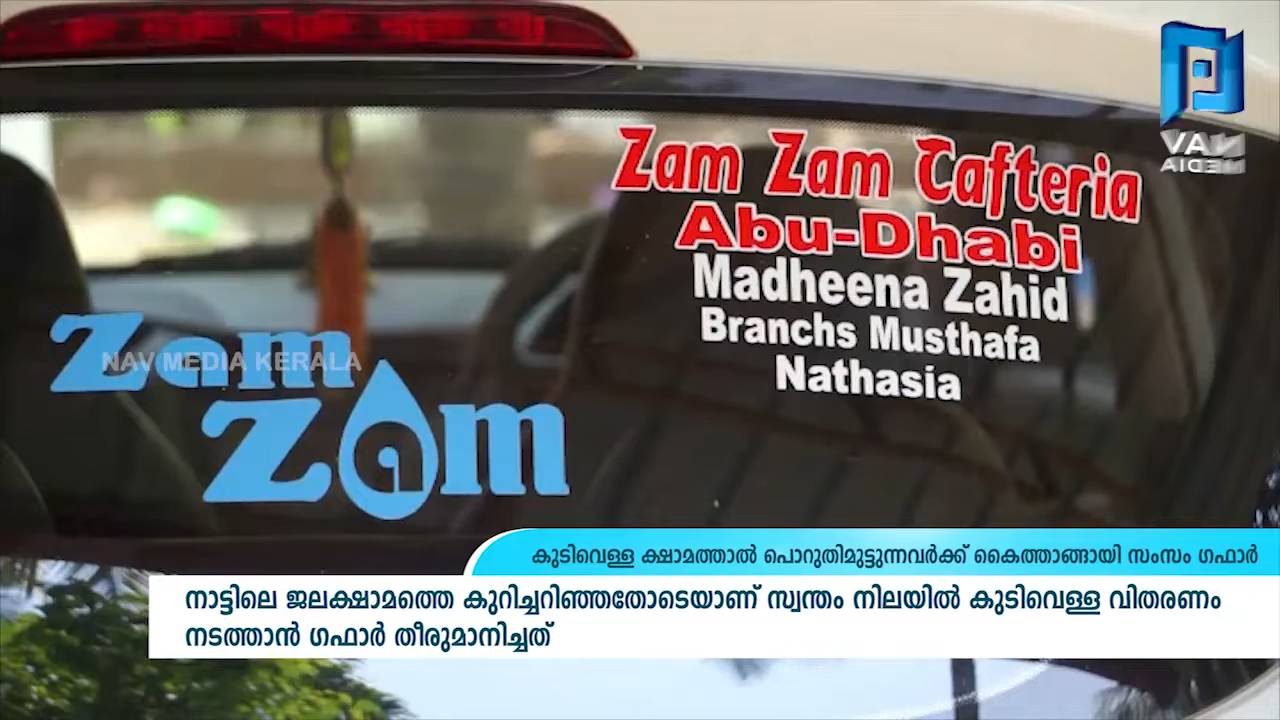 Zam Zam Cafteria
Abu-Dhabi
Madheena Zahid
Branchs Musthafa
Nathasia
Zam
Zam
NAV MEDIA KERALA
NAV
MEDIA
കുടിവെള്ള ക്ഷാമത്താൽ പൊറുതിമുട്ടുന്നവർക്ക് കൈത്താങ്ങായി സംസം ഗഫാർ
നാട്ടിലെ ജലക്ഷാമത്തെ കുറിച്ചറിഞ്ഞതോടെയാണ് സ്വന്തം നിലയിൽ കുടിവെള്ള വിതരണം
നടത്താൻ ഗഫാർ തീരുമാനിച്ചത്